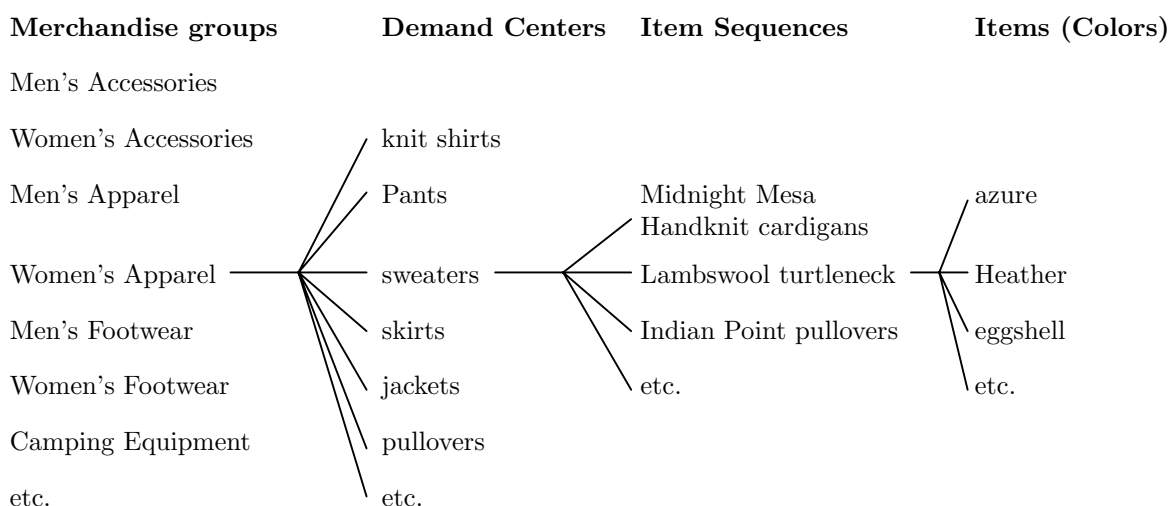 Merchandise groups Demand Centers Item Sequences Items (Colors)
Men's Accessories
Women's Accessories knit shirts
Men's Apparel Pants Midnight Mesa azure
Handknit cardigans
Women's Apparel sweaters Lambswool turtleneck Heather
Men's Footwear skirts Indian Point pullovers eggshell
Women's Footwear jackets etc. etc.
Camping Equipment pullovers
etc. etc.